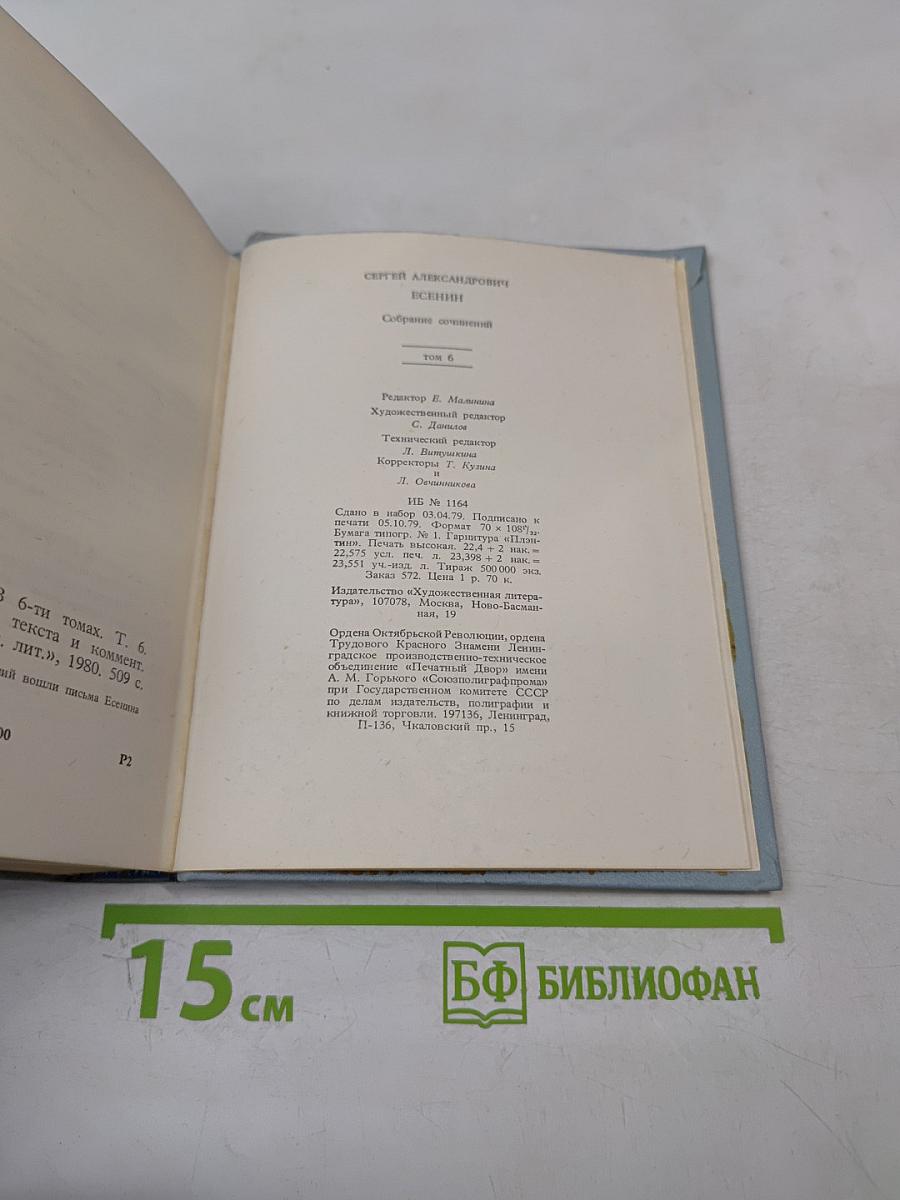 В 6-ти томах. Т. 6.
текста и коммент.
лит.», 1980. 509 с.
ий вошли письма Есенина
00
Р2
СЕРГЕЙ АЛЕКСАНДРОВИЧ
ЕСЕНИН
Собрание сочинений
том 6
Редактор Е. Малинина
Художественный редактор
С. Данилов
Технический редактор
Л. Витушкина
Корректоры Т. Кузина
и
Л. Овчинникова
ИБ № 1164
Сдано в набор 03.04.79. Подписано к
печати 05.10.79. Формат 70 × 108¹/₃₂.
Бумага типогр. № 1. Гарнитура «Плэн-
тин». Печать высокая. 22,4 + 2 нак. =
22,575 усл. печ. л. 23,398 + 2 нак. =
23,551 уч.-изд. л. Тираж 500 000 экз.
Заказ 572. Цена 1 р. 70 к.
Издательство «Художественная литера-
тура», 107078, Москва, Ново-Басман-
ная, 19
Ордена Октябрьской Революции, ордена
Трудового Красного Знамени Ленин-
градское производственно-техническое
объединение «Печатный Двор» имени
А. М. Горького «Союзполиграфпрома»
при Государственном комитете СССР
по делам издательств, полиграфии и
книжной торговли. 197136, Ленинград,
П-136, Чкаловский пр., 15
15 см
БФ БИБЛИОФАН